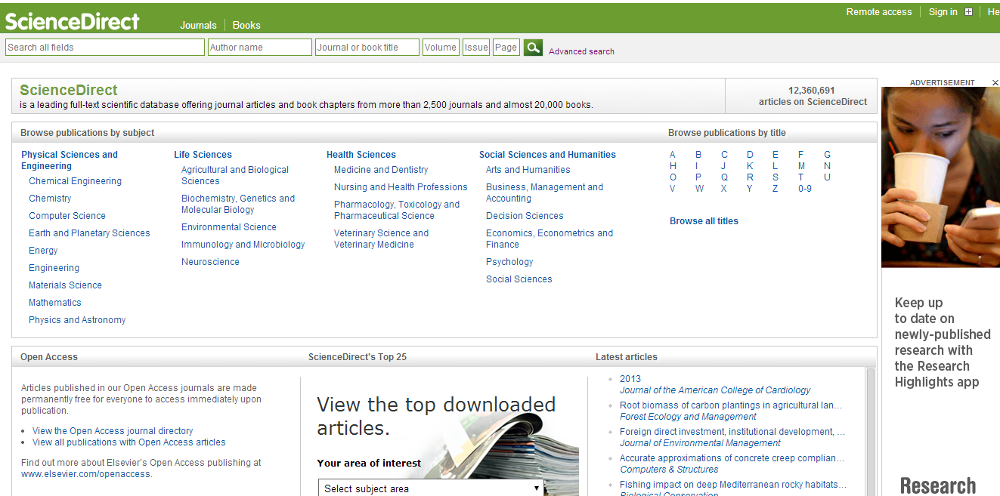 ScienceDirect
Journals
Books
Remote access
Sign in
He
Search all fields
Author name
Journal or book title
Volume
Issue
Page
Advanced search
ScienceDirect
is a leading full-text scientific database offering journal articles and book chapters from more than 2,500 journals and almost 20,000 books.
12,360,691
articles on ScienceDirect
ADVERTISEMENT X
Browse publications by subject
Physical Sciences and
Engineering
Chemical Engineering
Chemistry
Computer Science
Earth and Planetary Sciences
Energy
Engineering
Materials Science
Mathematics
Physics and Astronomy
Life Sciences
Agricultural and Biological
Sciences
Biochemistry, Genetics and
Molecular Biology
Environmental Science
Immunology and Microbiology
Neuroscience
Health Sciences
Medicine and Dentistry
Nursing and Health Professions
Pharmacology, Toxicology and
Pharmaceutical Science
Veterinary Science and
Veterinary Medicine
Social Sciences and Humanities
Arts and Humanities
Business, Management and
Accounting
Decision Sciences
Economics, Econometrics and
Finance
Psychology
Social Sciences
Browse publications by title
A B C D E F G
H I J K L M N
O P Q R S T U
V W X Y Z 0-9
Browse all titles
Keep up
to date on
newly-published
research with
the Research
Highlights app
Research
Open Access
Articles published in our Open Access journals are made
permanently free for everyone to access immediately upon
publication.
View the Open Access journal directory
View all publications with Open Access articles
Find out more about Elsevier's Open Access publishing at
www.elsevier.com/openaccess.
ScienceDirect's Top 25
View the top downloaded
articles.
Your area of interest
Select subject area
Latest articles
2013
Journal of the American College of Cardiology
Root biomass of carbon plantings in agricultural lan...
Forest Ecology and Management
Foreign direct investment, institutional development, ...
Journal of Environmental Management
Accurate approximations of concrete creep complian...
Computers & Structures
Fishing impact on deep Mediterranean rocky habitats...
Biological Conservation